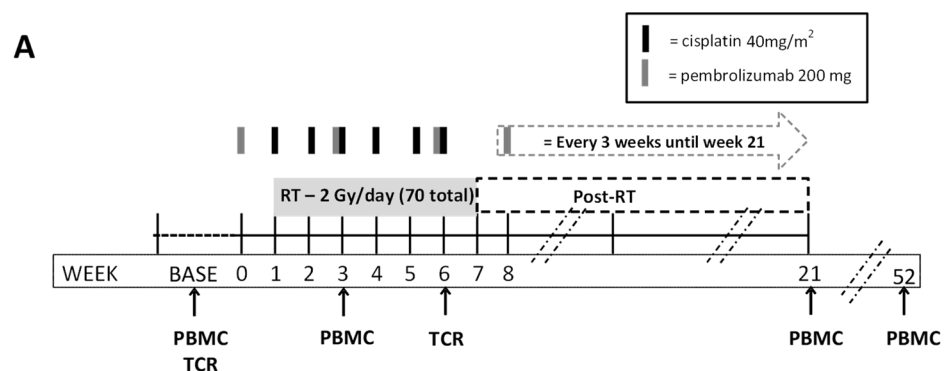 A
= cisplatin 40mg/m²
= pembrolizumab 200 mg
= Every 3 weeks until week 21
RT – 2 Gy/day (70 total)
Post-RT
WEEK BASE 0 1 2 3 4 5 6 7 8 21 52
PBMC PBMC TCR PBMC PBMC
TCR